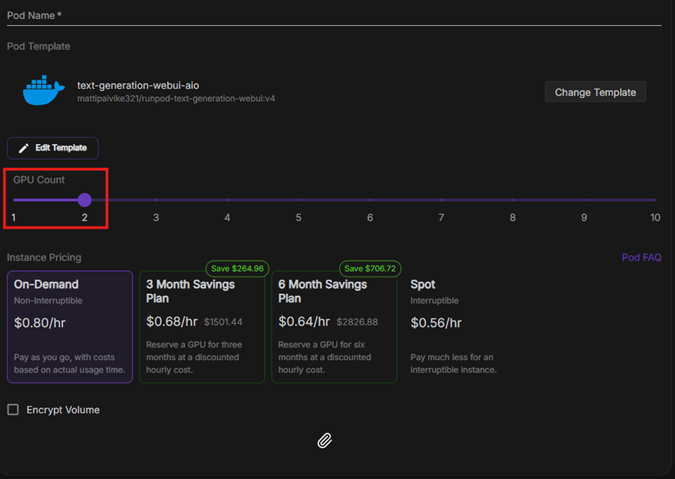 Pod Name *
Pod Template
text-generation-webui-aio
mattipaivike321/runpod-text-generation-webui:v4
Change Template
Edit Template
GPU Count
1 2 3 4 5 6 7 8 9 10
Instance Pricing
Pod FAQ
On-Demand
Non-Interruptible
$0.80/hr
Pay as you go, with costs
based on actual usage time.
Save $264.96
3 Month Savings
Plan
$0.68/hr $1501.44
Reserve a GPU for three
months at a discounted
hourly cost.
Save $706.72
6 Month Savings
Plan
$0.64/hr $2826.88
Reserve a GPU for six
months at a discounted
hourly cost.
Spot
Interruptible
$0.56/hr
Pay much less for an
interruptible instance.
Encrypt Volume